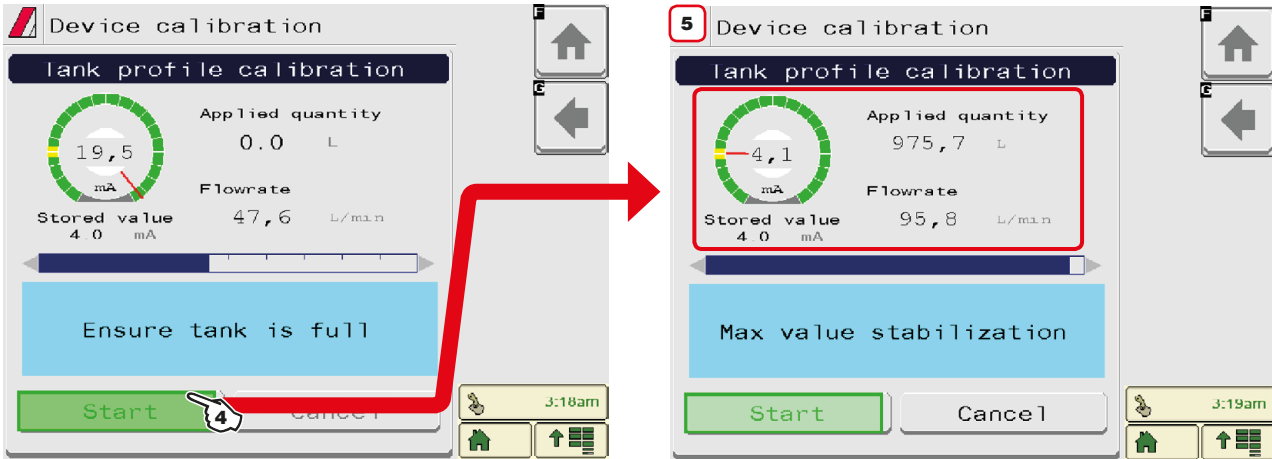 Device calibration
F
Tank profile calibration
G
19,5
mA
Applied quantity
0.0 L
Flowrate
47,6 L/min
Stored value
4.0 mA
Ensure tank is full
Start
4
Cancel
3:18am
5
Device calibration
F
Tank profile calibration
G
4,1
mA
Applied quantity
975,7 L
Flowrate
95,8 L/min
Stored value
4.0 mA
Max value stabilization
Start
Cancel
3:19am